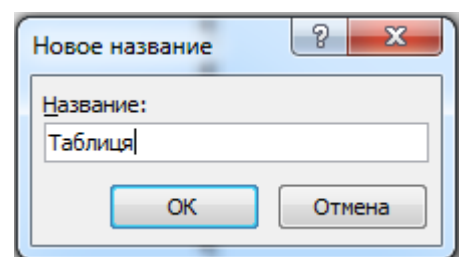 Новое название
Название:
Таблиця
ОК
Отмена